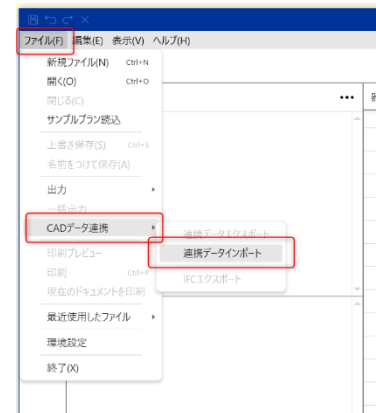 ファイル(F) 編集(E) 表示(V) ヘルプ(H)
新規ファイル(N) Ctrl+N
開く(O) Ctrl+O
閉じる(C)
サンプルプラン読込
上書き保存(S) Ctrl+S
名前をつけて保存(A)
出力
一括出力
CADデータ連携
連携データエクスポート
連携データインポート
IFCエクスポート
印刷プレビュー
印刷 Ctrl+P
現在のドキュメントを印刷
最近使用したファイル
環境設定
終了(X)